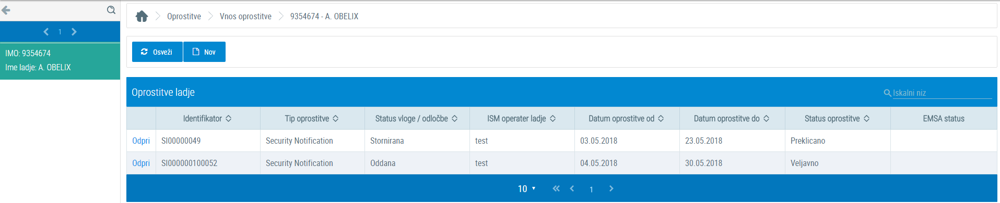 Oprostitve Vnos oprostitve 9354674 - A. OBELIX
1
IMO: 9354674
Ime ladje: A. OBELIX
Osveži Nov
Oprostitve ladje Iskalni niz
Identifikator Tip oprostitve Status vloge / odločbe ISM operater ladje Datum oprostitve od Datum oprostitve do Status oprostitve EMSA status
Odpri SI00000049 Security Notification Stornirana test 03.05.2018 23.05.2018 Preklicano
Odpri SI000000100052 Security Notification Oddana test 04.05.2018 30.05.2018 Veljavno
10 1